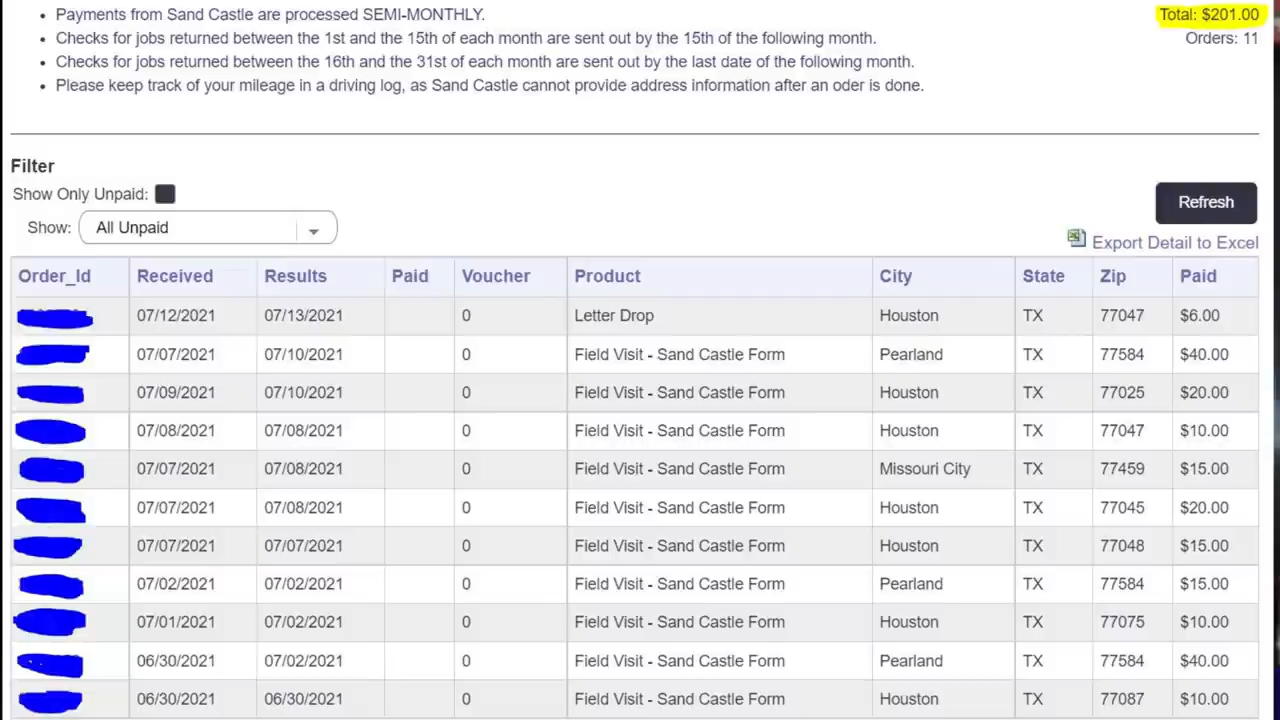 Payments from Sand Castle are processed SEMI-MONTHLY.
Total: $201.00
Checks for jobs returned between the 1st and the 15th of each month are sent out by the 15th of the following month.
Orders: 11
Checks for jobs returned between the 16th and the 31st of each month are sent out by the last date of the following month.
Please keep track of your mileage in a driving log, as Sand Castle cannot provide address information after an oder is done.
Filter
Show Only Unpaid:
Show: All Unpaid
Refresh
Export Detail to Excel
Order_Id Received Results Paid Voucher Product City State Zip Paid
07/12/2021 07/13/2021 0 Letter Drop Houston TX 77047 $6.00
07/07/2021 07/10/2021 0 Field Visit - Sand Castle Form Pearland TX 77584 $40.00
07/09/2021 07/10/2021 0 Field Visit - Sand Castle Form Houston TX 77025 $20.00
07/08/2021 07/08/2021 0 Field Visit - Sand Castle Form Houston TX 77047 $10.00
07/07/2021 07/08/2021 0 Field Visit - Sand Castle Form Missouri City TX 77459 $15.00
07/07/2021 07/08/2021 0 Field Visit - Sand Castle Form Houston TX 77045 $20.00
07/07/2021 07/07/2021 0 Field Visit - Sand Castle Form Houston TX 77048 $15.00
07/02/2021 07/02/2021 0 Field Visit - Sand Castle Form Pearland TX 77584 $15.00
07/01/2021 07/02/2021 0 Field Visit - Sand Castle Form Houston TX 77075 $10.00
06/30/2021 07/02/2021 0 Field Visit - Sand Castle Form Pearland TX 77584 $40.00
06/30/2021 06/30/2021 0 Field Visit - Sand Castle Form Houston TX 77087 $10.00